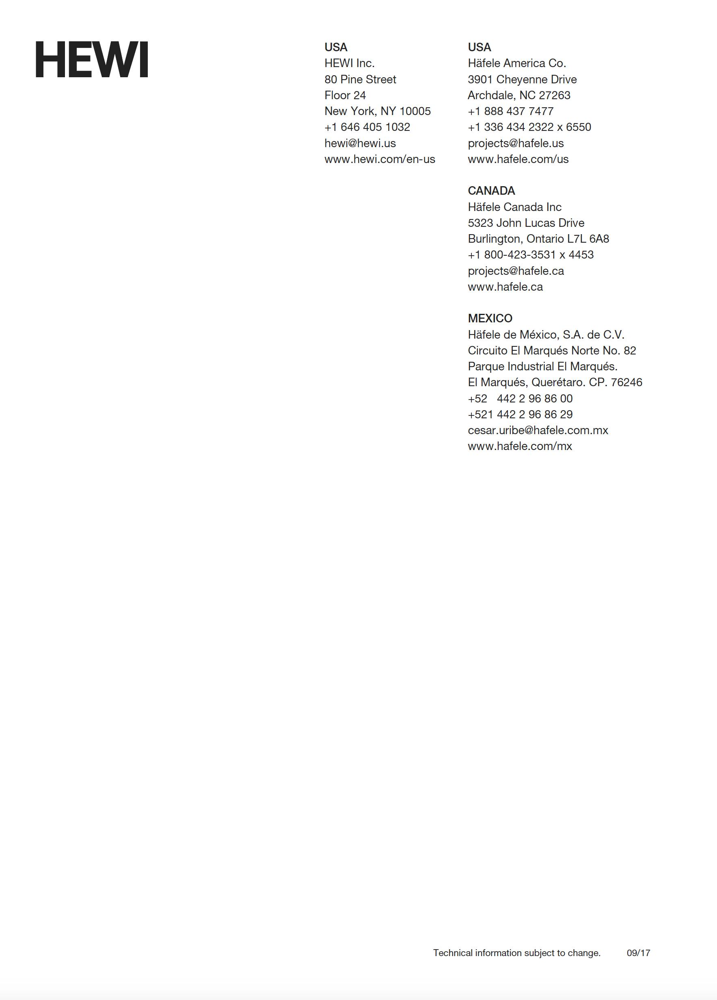 HEWI
USA
HEWI Inc.
80 Pine Street
Floor 24
New York, NY 10005
+1 646 405 1032
hewi@hewi.us
www.hewi.com/en-us
USA
Häfele America Co.
3901 Cheyenne Drive
Archdale, NC 27263
+1 888 437 7477
+1 336 434 2322 x 6550
projects@hafele.us
www.hafele.com/us
CANADA
Häfele Canada Inc
5323 John Lucas Drive
Burlington, Ontario L7L 6A8
+1 800-423-3531 x 4453
projects@hafele.ca
www.hafele.ca
MEXICO
Häfele de México, S.A. de C.V.
Circuito El Marqués Norte No. 82
Parque Industrial El Marqués.
El Marqués, Querétaro. CP. 76246
+52   442 2 96 86 00
+521 442 2 96 86 29
cesar.uribe@hafele.com.mx
www.hafele.com/mx
Technical information subject to change. 09/17